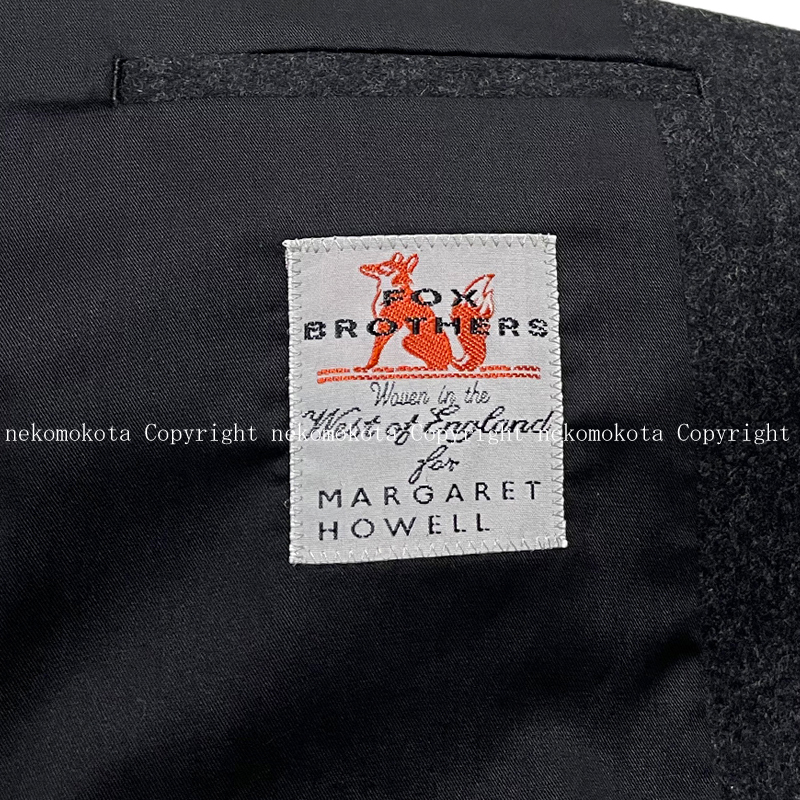 FOX
BROTHERS
Woven in the
West of England
nekomokota Copyright nekomokota Copyright nekomokota Copyright
for
MARGARET
HOWELL